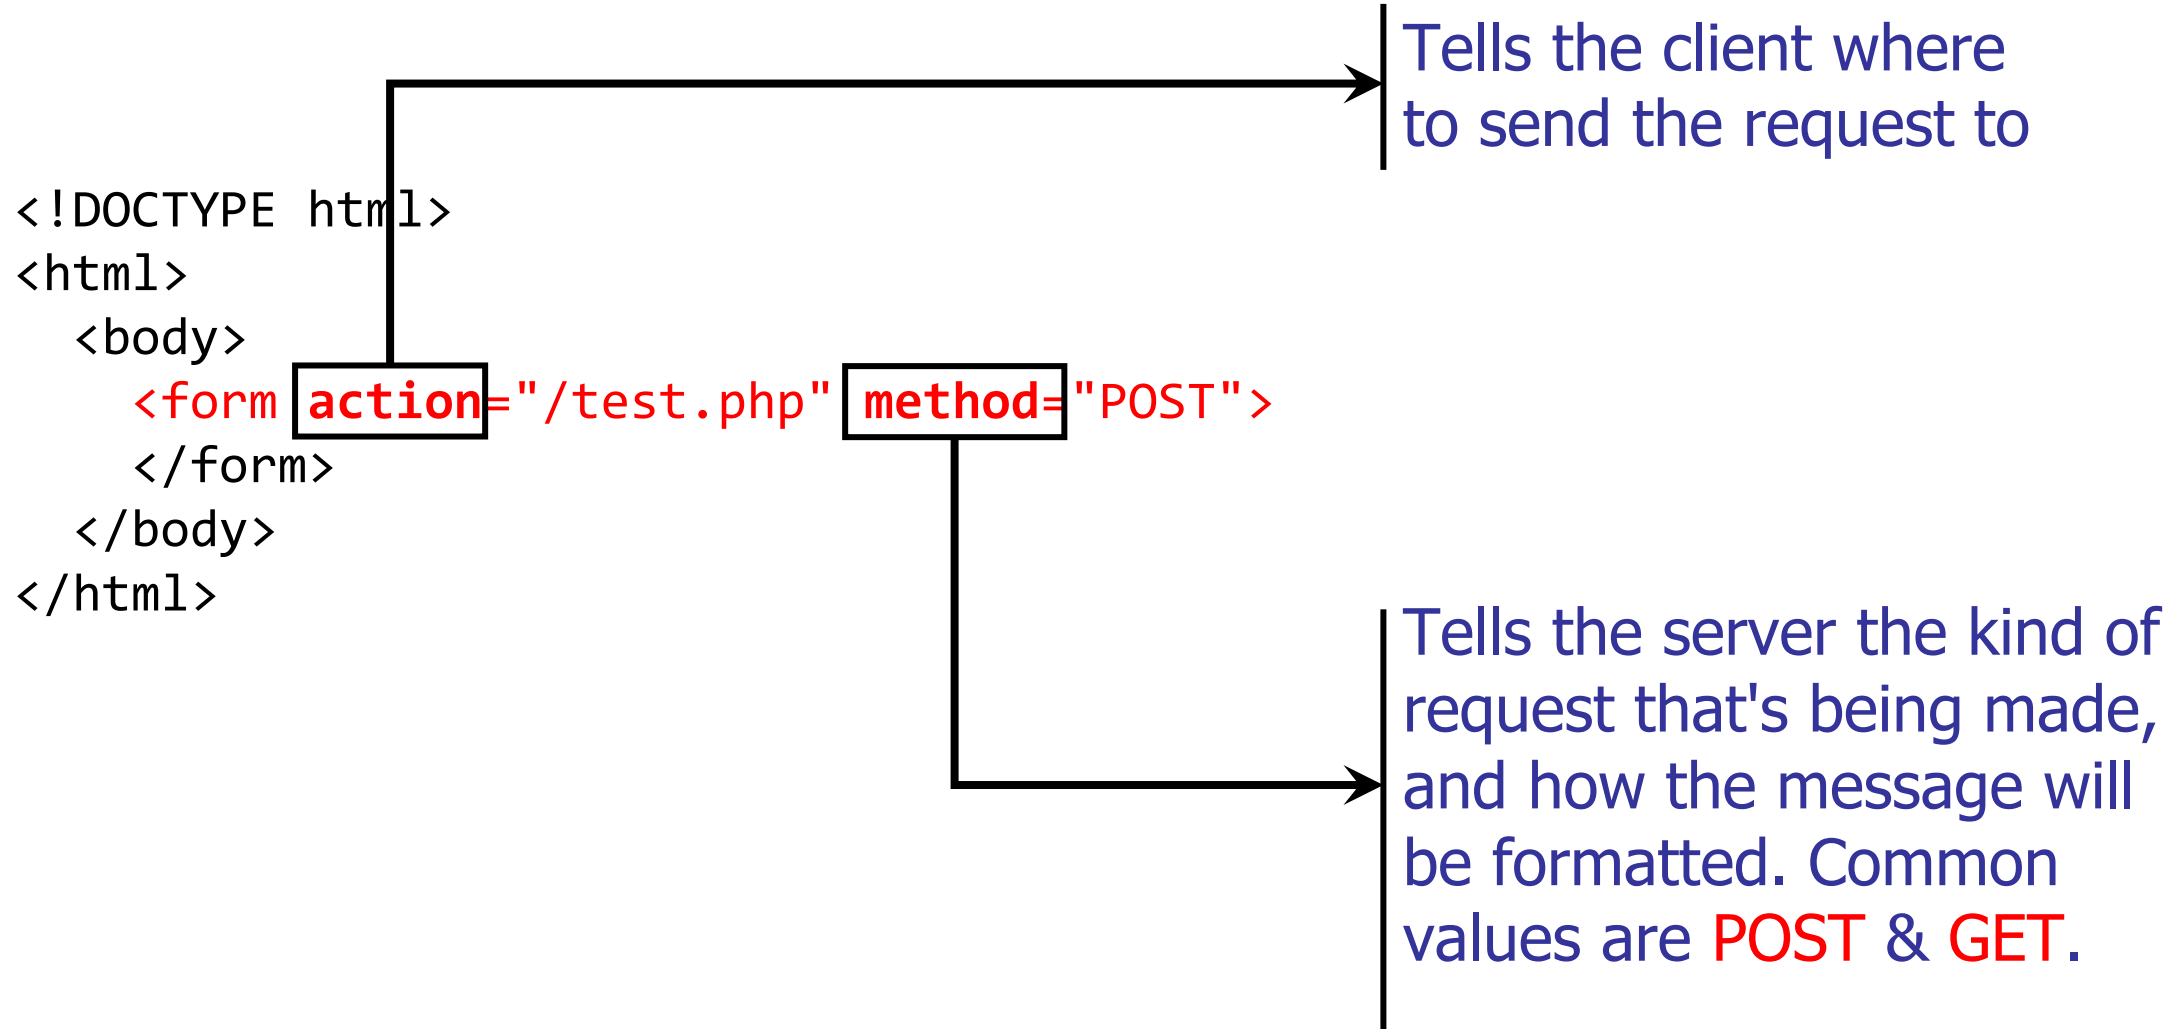 Tells the client where
to send the request to
<!DOCTYPE html>
<html>
<body>
<form action="/test.php" method="POST">
</form>
</body>
</html>
Tells the server the kind of
request that's being made,
and how the message will
be formatted. Common
values are POST & GET.